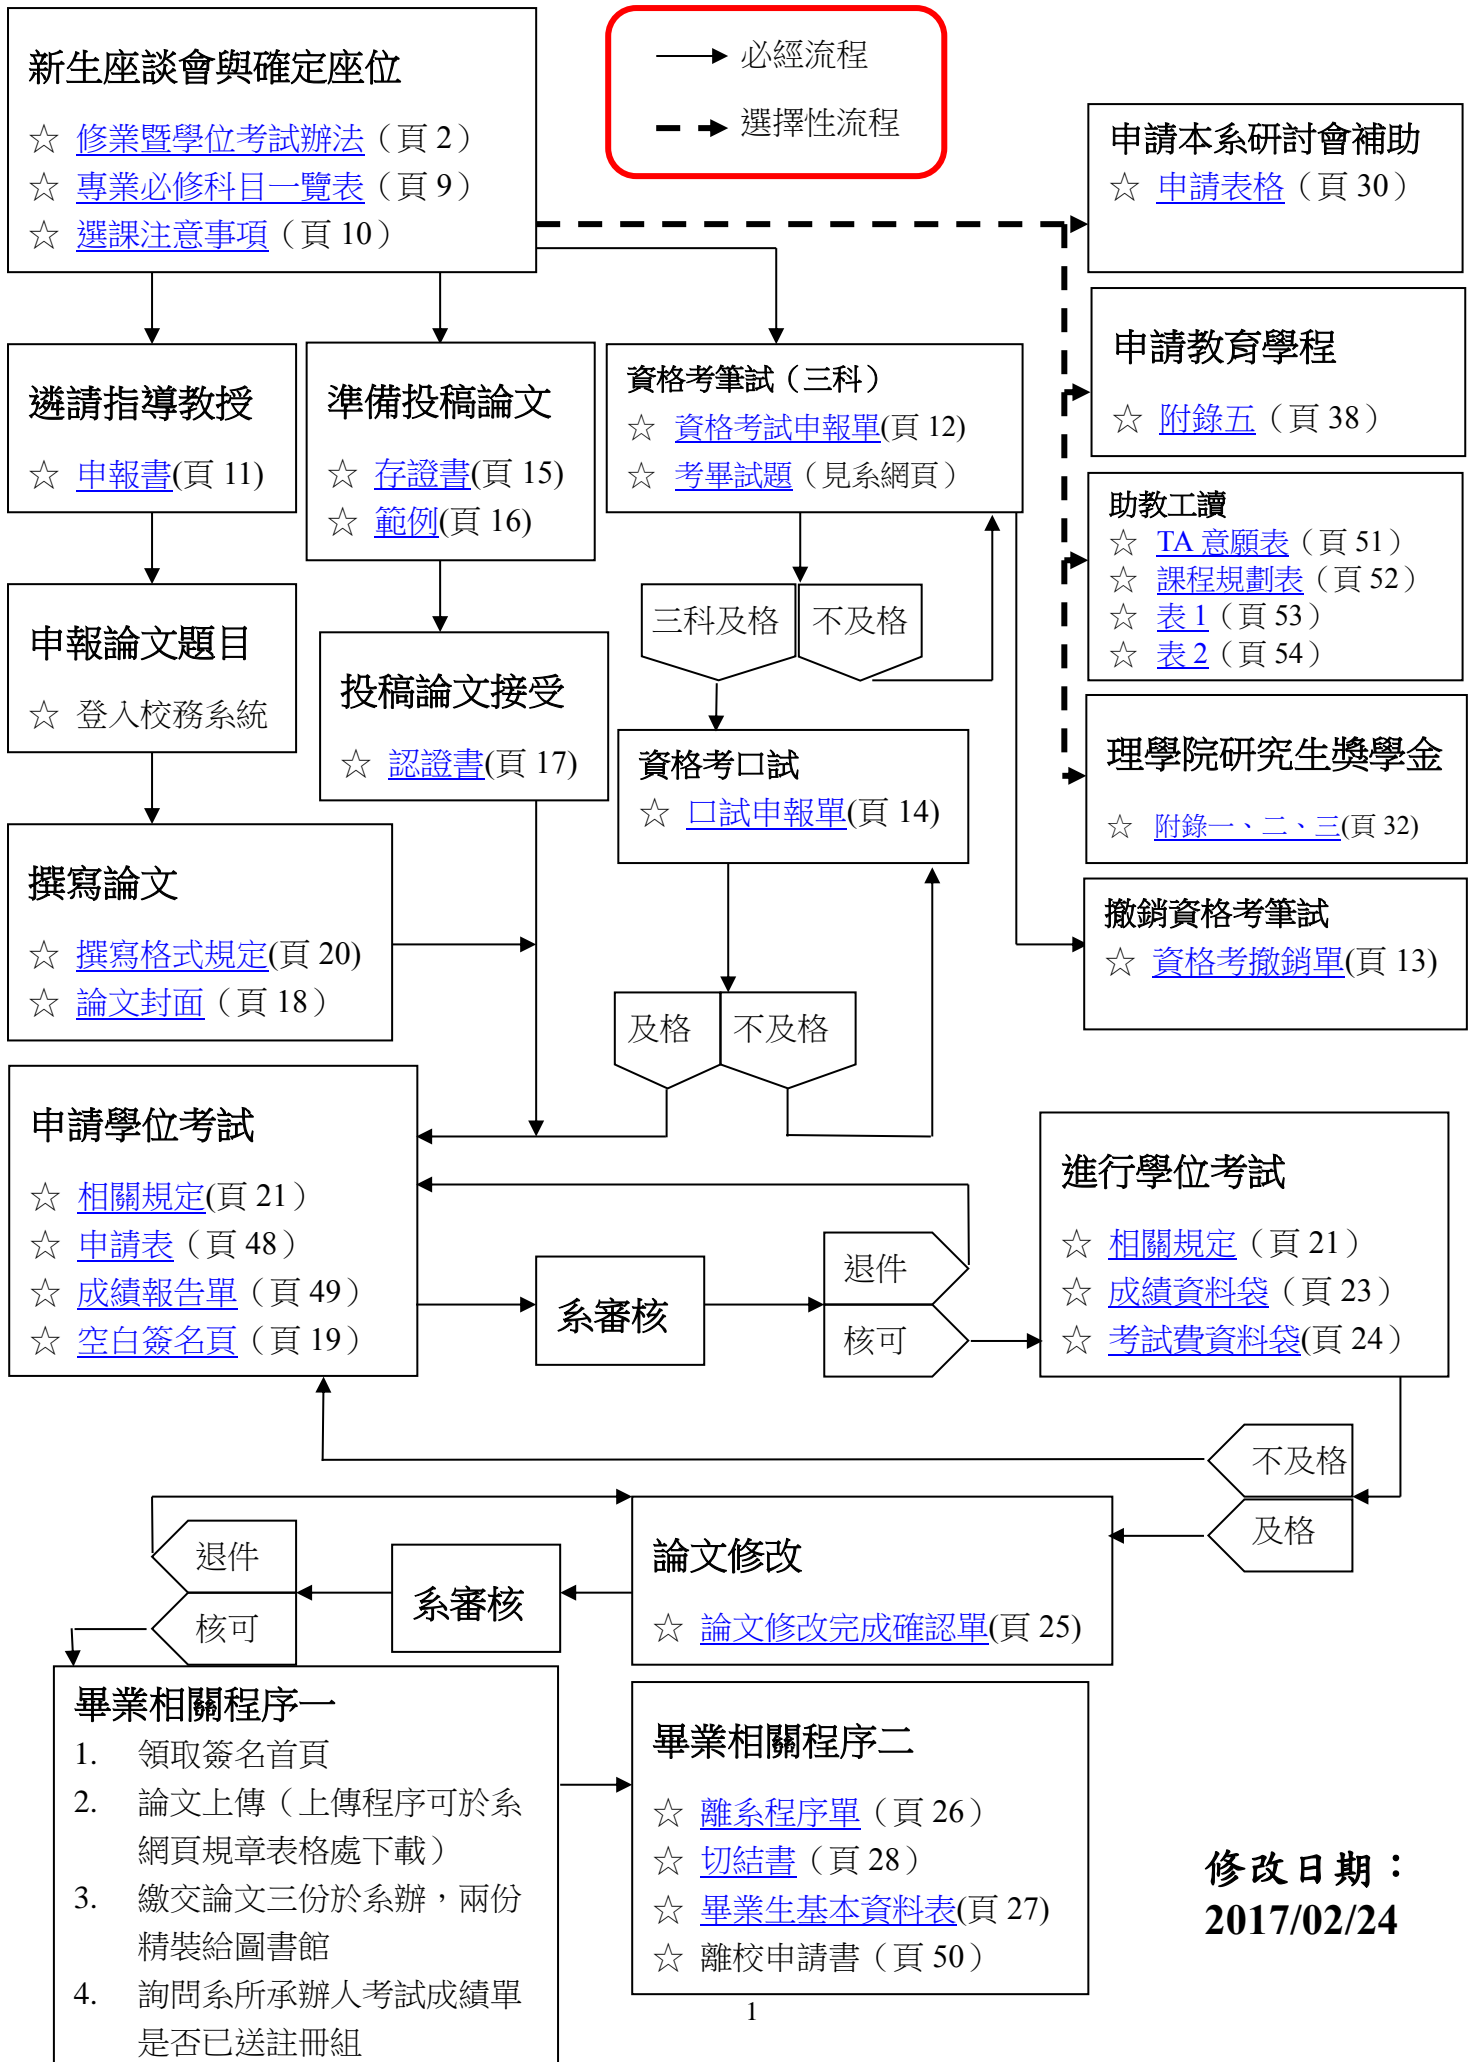 新生座談會與確定座位
☆ 修業暨學位考試辦法（頁 2）
☆ 專業必修科目一覽表（頁 9）
☆ 選課注意事項（頁 10）
必經流程
選擇性流程
申請本系研討會補助
☆ 申請表格（頁 30）
申請教育學程
☆ 附錄五（頁 38）
助教工讀
☆ TA 意願表（頁 51）
☆ 課程規劃表（頁 52）
☆ 表 1（頁 53）
☆ 表 2（頁 54）
理學院研究生獎學金
☆ 附錄一、二、三(頁 32)
撤銷資格考筆試
☆ 資格考撤銷單(頁 13)
遴請指導教授
☆ 申報書(頁 11)
準備投稿論文
☆ 存證書(頁 15)
☆ 範例(頁 16)
資格考筆試（三科）
☆ 資格考試申報單(頁 12)
☆ 考畢試題（見系網頁）
三科及格
不及格
申報論文題目
☆ 登入校務系統
投稿論文接受
☆ 認證書(頁 17)
資格考口試
☆ 口試申報單(頁 14)
撰寫論文
☆ 撰寫格式規定(頁 20)
☆ 論文封面（頁 18）
及格
不及格
申請學位考試
☆ 相關規定(頁 21）
☆ 申請表（頁 48）
☆ 成績報告單（頁 49）
☆ 空白簽名頁（頁 19）
系審核
退件
核可
進行學位考試
☆ 相關規定（頁 21）
☆ 成績資料袋（頁 23）
☆ 考試費資料袋(頁 24）
不及格
及格
論文修改
☆ 論文修改完成確認單(頁 25)
系審核
退件
核可
畢業相關程序一
1. 領取簽名首頁
2. 論文上傳（上傳程序可於系
網頁規章表格處下載）
3. 繳交論文三份於系辦，兩份
精裝給圖書館
4. 詢問系所承辦人考試成績單
是否已送註冊組
畢業相關程序二
☆ 離系程序單（頁 26）
☆ 切結書（頁 28）
☆ 畢業生基本資料表(頁 27)
☆ 離校申請書（頁 50）
修改日期：
2017/02/24
1